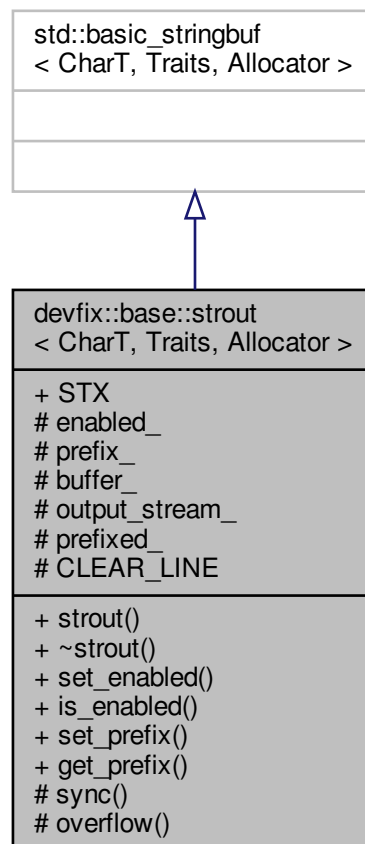 std::basic_stringbuf
< CharT, Traits, Allocator >
devfix::base::strout
< CharT, Traits, Allocator >
+ STX
# enabled_
# prefix_
# buffer_
# output_stream_
# prefixed_
# CLEAR_LINE
+ strout()
+ ~strout()
+ set_enabled()
+ is_enabled()
+ set_prefix()
+ get_prefix()
# sync()
# overflow()